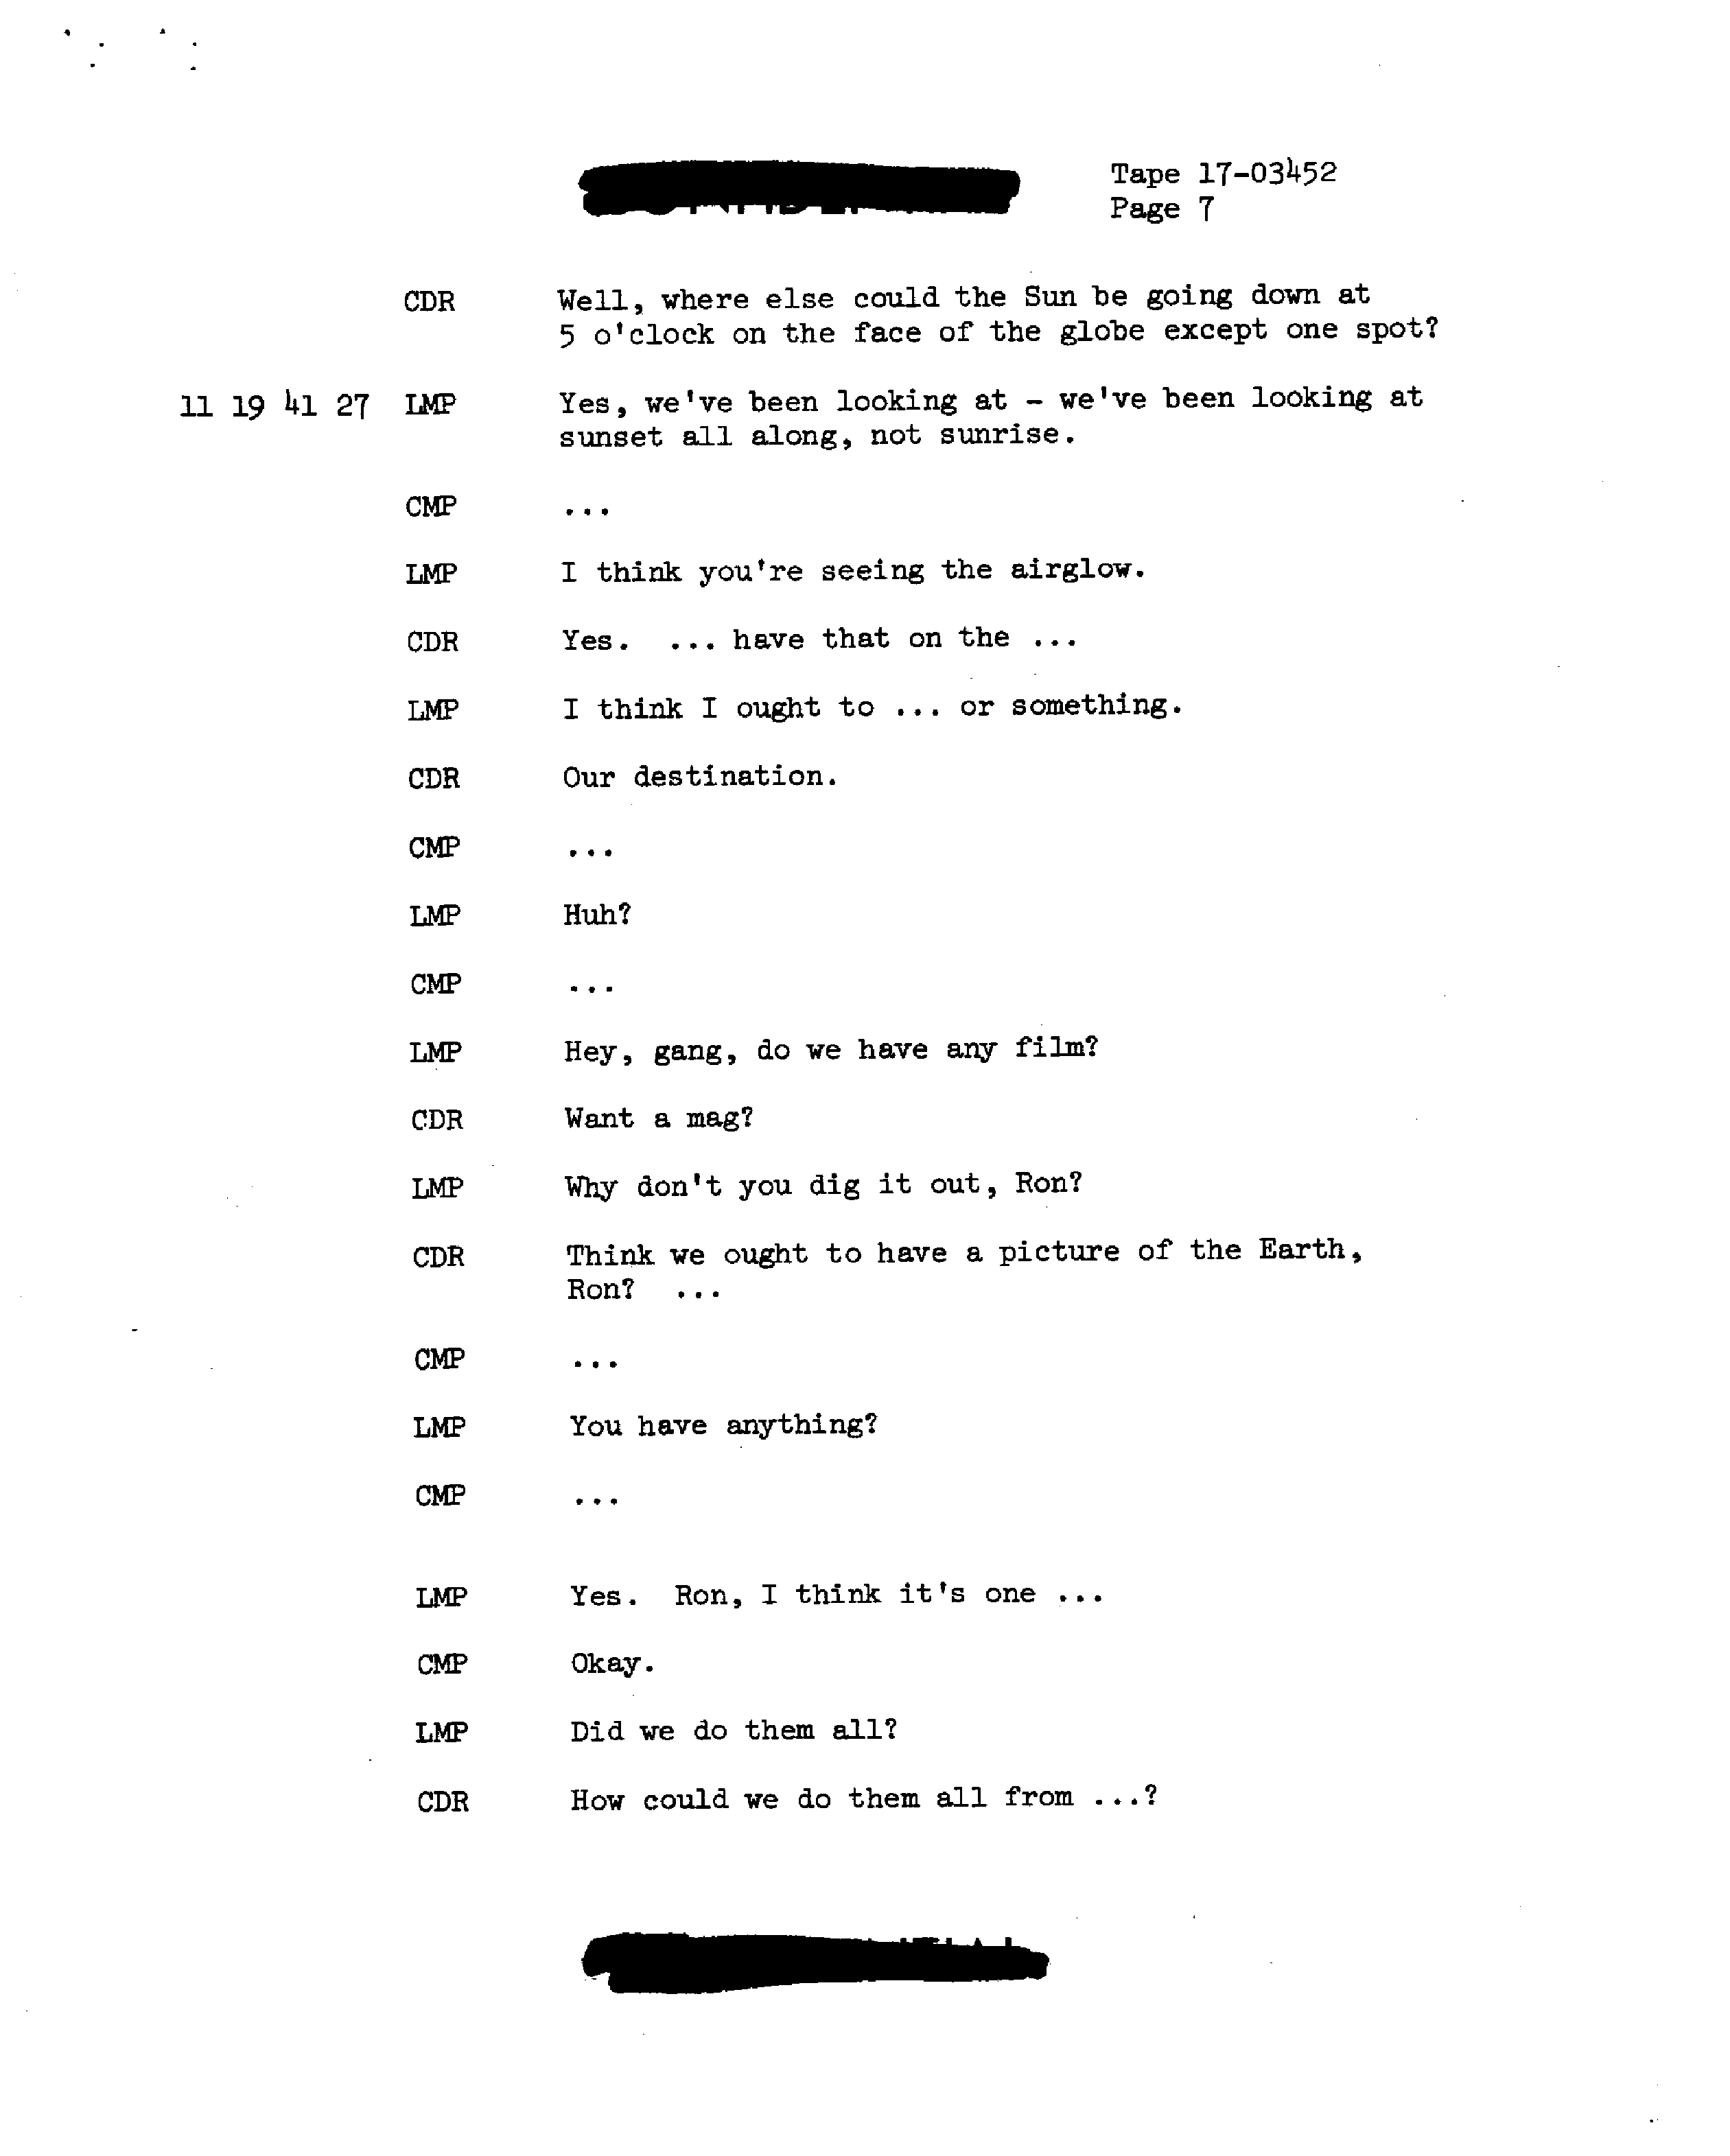 Tape 17-03452
Page 7
CDR Well, where else could the Sun be going down at
5 o'clock on the face of the globe except one spot?
11 19 41 27 LMP Yes, we've been looking at - we've been looking at
sunset all along, not sunrise.
CMP ...
LMP I think you're seeing the airglow.
CDR Yes. ... have that on the ...
LMP I think I ought to ... or something.
CDR Our destination.
CMP ...
LMP Huh?
CMP ...
LMP Hey, gang, do we have any film?
CDR Want a mag?
LMP Why don't you dig it out, Ron?
CDR Think we ought to have a picture of the Earth,
Ron? ...
CMP ...
LMP You have anything?
CMP ...
LMP Yes. Ron, I think it's one ...
CMP Okay.
LMP Did we do them all?
CDR How could we do them all from ...?